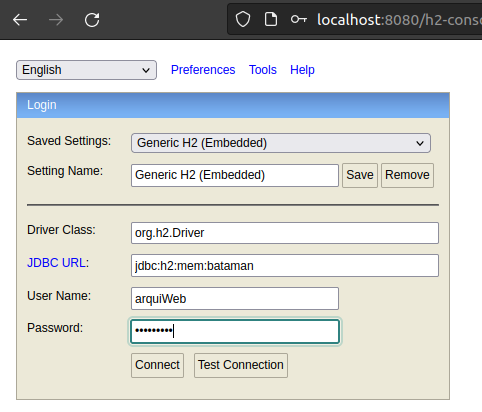 localhost:8080/h2-conso
English Preferences Tools Help
Login
Saved Settings: Generic H2 (Embedded)
Setting Name: Generic H2 (Embedded) Save Remove
Driver Class: org.h2.Driver
JDBC URL: jdbc:h2:mem:bataman
User Name: arquiWeb
Password: •••••••••
Connect Test Connection